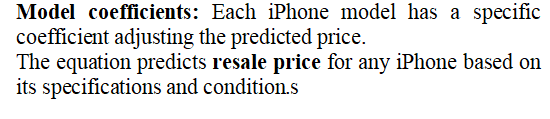 Model coefficients: Each iPhone model has a specific
coefficient adjusting the predicted price.
The equation predicts resale price for any iPhone based on
its specifications and condition.s